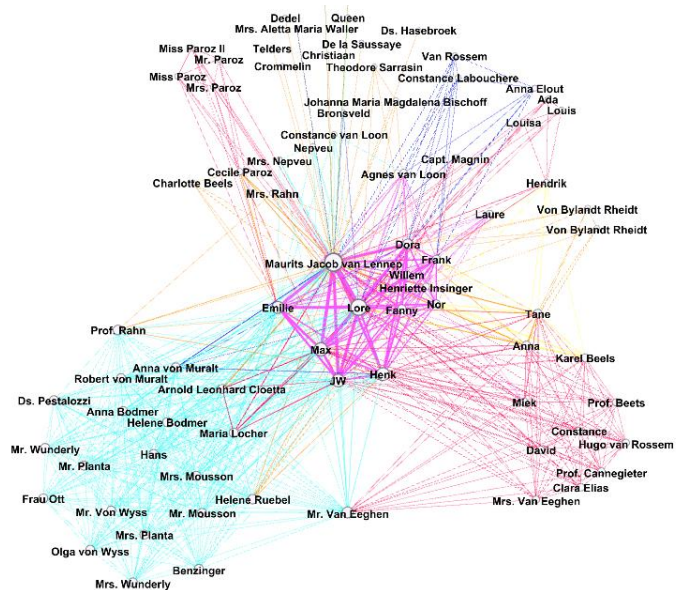 Dedel
Queen
Mrs. Aletta Maria Waller
Ds. Hasebroek
Miss Paroz II
Telders
De la Saussaye
Mr. Paroz
Christiaan
Van Rossem
Crommelin
Theodore Sarrasin
Miss Paroz
Constance Labouchere
Mrs. Paroz
Anna Elout
Ada
Johanna Maria Magdalena Bischoff
Louis
Bronsveld
Louisa
Constance van Loon
Nepveu
Mrs. Nepveu
Capt. Magnin
Cecile Paroz
Agnes van Loon
Charlotte Beels
Hendrik
Mrs. Rahn
Laure
Von Bylandt Rheidt
Von Bylandt Rheidt
Dora
Maurits Jacob van Lennep
Frank
Willem
Henriette Insinger
Emilie
Lore
Fanny
Nor
Tane
Prof. Rahn
Max
Anna
Karel Beels
Anna von Muralt
Robert von Muralt
JW
Henk
Arnold Leonhard Cloetta
Ds. Pestalozzi
Miek
Prof. Beets
Anna Bodmer
Helene Bodmer
Maria Locher
Constance
Mr. Wunderly
Hans
David
Hugo van Rossem
Mr. Planta
Mrs. Mousson
Prof. Cannegieter
Clara Elias
Frau Ott
Helene Ruebel
Mrs. Van Eeghen
Mr. Von Wyss
Mr. Mousson
Mr. Van Eeghen
Mrs. Planta
Olga von Wyss
Benzinger
Mrs. Wunderly